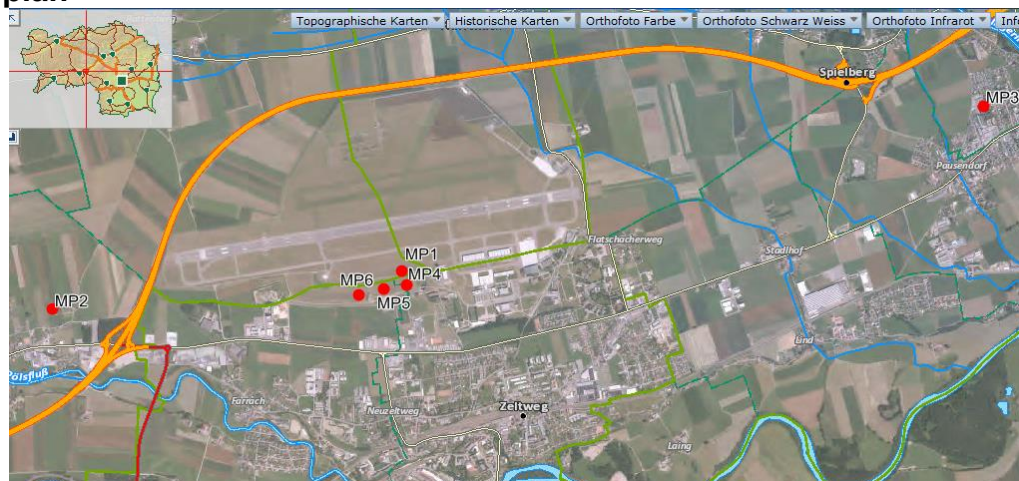 Topographische Karten Historische Karten Orthofoto Farbe Orthofoto Schwarz Weiss Orthofoto Infrarot
Spielberg
MP3
Pausendorf
Flatschacherweg
Stadlhof
MP1
MP6
MP4
MP5
MP2
Lind
Pölsfluß
Farrach
Neuzeltweg
Zeltweg
Laing